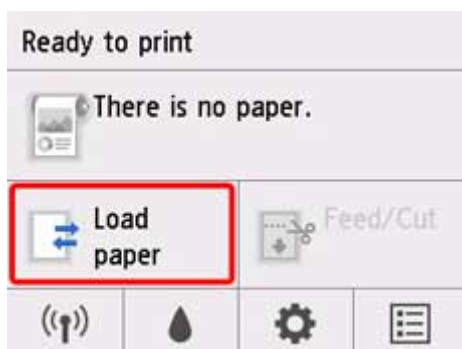 Ready to print
There is no paper.
Load
paper
Feed/Cut